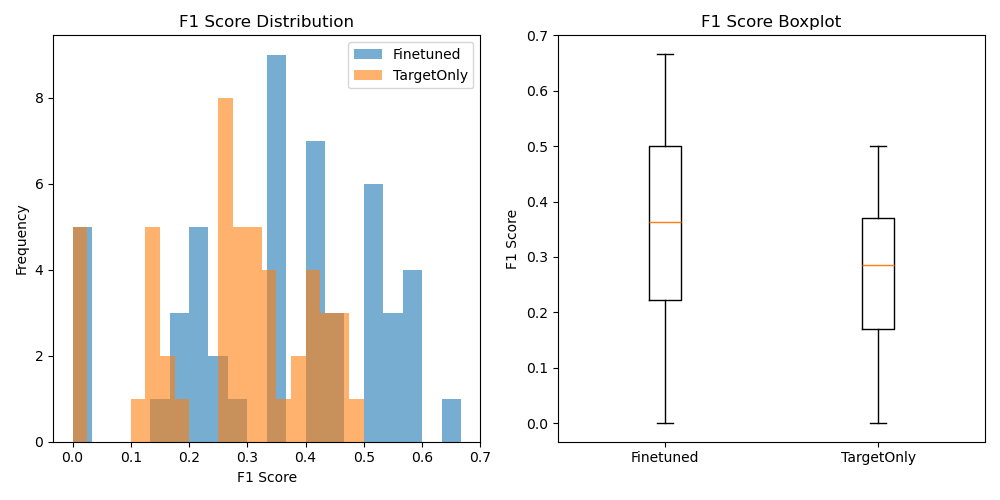 F1 Score Distribution
Finetuned
TargetOnly
Frequency
8
6
4
2
0
0.0 0.1 0.2 0.3 0.4 0.5 0.6 0.7
F1 Score
F1 Score Boxplot
F1 Score
0.7
0.6
0.5
0.4
0.3
0.2
0.1
0.0
Finetuned TargetOnly